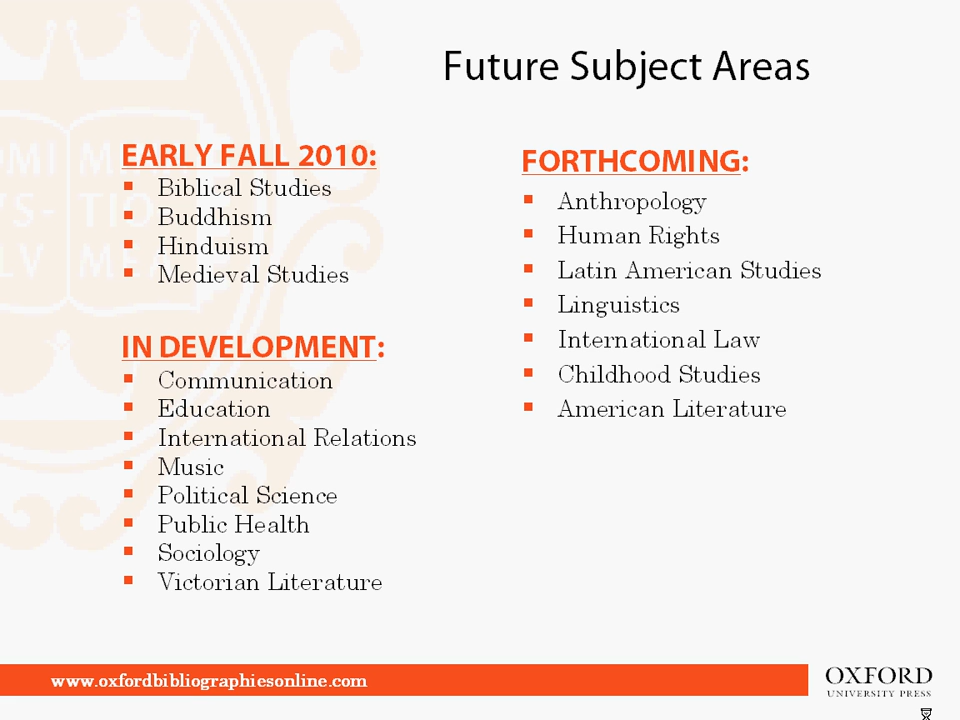 Future Subject Areas
EARLY FALL 2010:
Biblical Studies
Buddhism
Hinduism
Medieval Studies
IN DEVELOPMENT:
Communication
Education
International Relations
Music
Political Science
Public Health
Sociology
Victorian Literature
FORTHCOMING:
Anthropology
Human Rights
Latin American Studies
Linguistics
International Law
Childhood Studies
American Literature
www.oxfordbibliographiesonline.com
OXFORD
UNIVERSITY PRESS